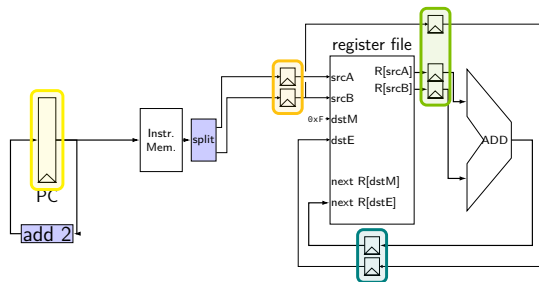 register file
srcA
srcB
0xF
dstM
dstE
R[srcA]
R[srcB]
next R[dstM]
next R[dstE]
Instr.
Mem.
split
ADD
PC
add 2